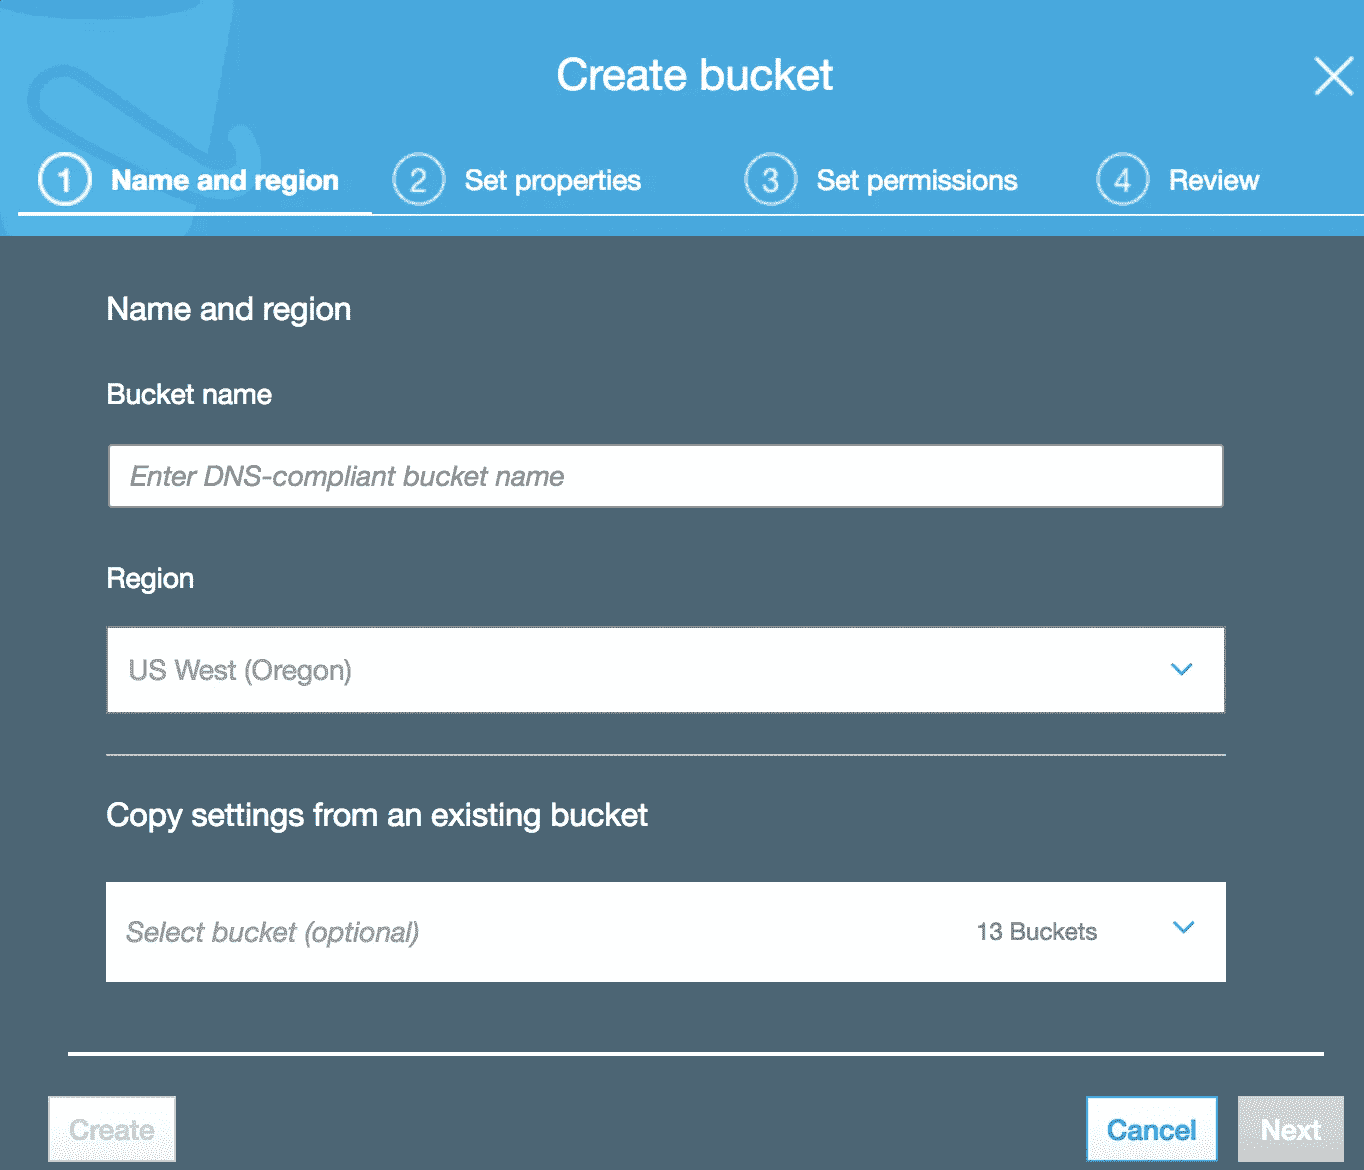 Create bucket
1 Name and region 2 Set properties 3 Set permissions 4 Review
Name and region
Bucket name
Enter DNS-compliant bucket name
Region
US West (Oregon)
Copy settings from an existing bucket
Select bucket (optional) 13 Buckets
Create Cancel Next